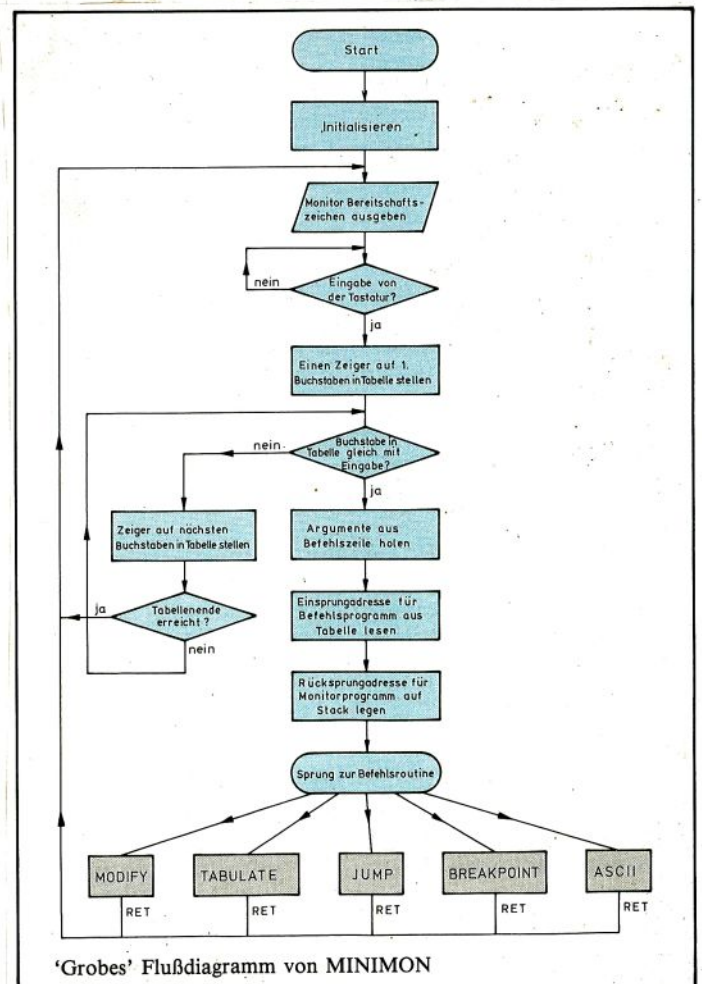 Start
Initialisieren
Monitor Bereitschafts-
zeichen ausgeben
nein
Eingabe von
der Tastatur?
ja
Einen Zeiger auf 1.
Buchstaben in Tabelle stellen
nein
Buchstabe in
Tabelle gleich mit
Eingabe?
ja
Zeiger auf nächsten
Buchstaben in Tabelle stellen
Argumente aus
Befehlszeile holen
ja
Tabellenende
erreicht?
nein
Einsprungadresse für
Befehlsprogramm aus
Tabelle lesen
Rücksprungadresse für
Monitorprogramm auf
Stack legen
Sprung zur Befehlsroutine
MODIFY
TABULATE
JUMP
BREAKPOINT
ASCII
RET
RET
RET
RET
RET
'Grobes' Flußdiagramm von MINIMON